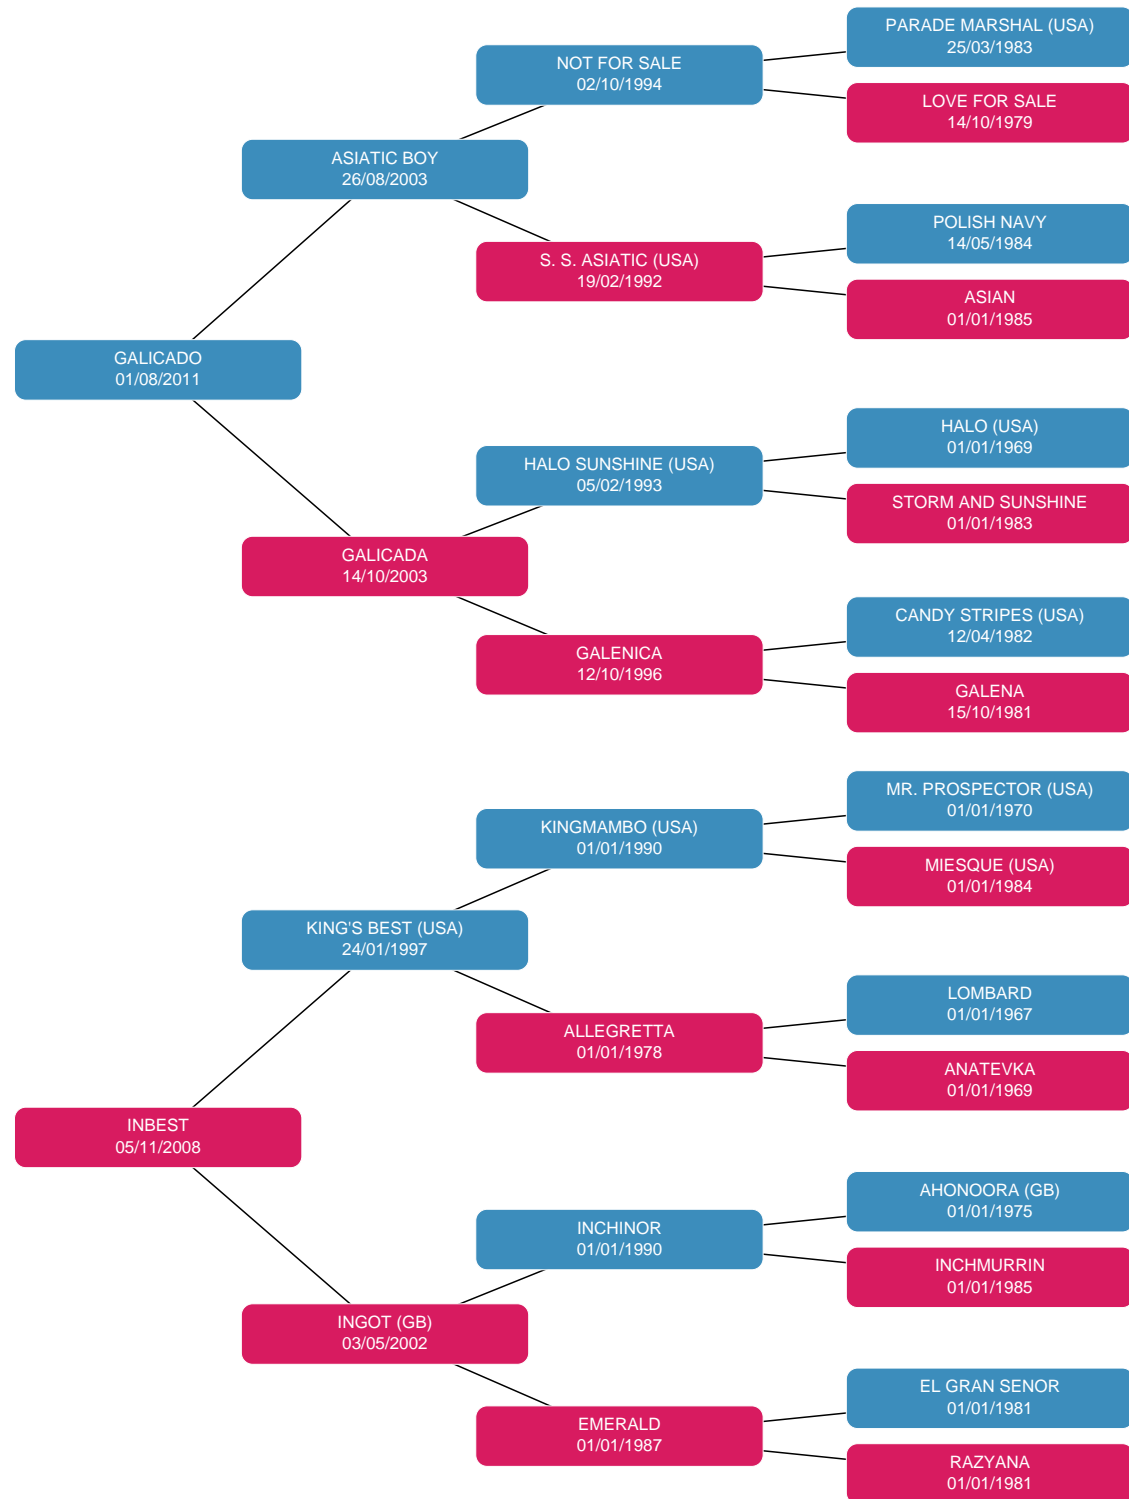 PARADE MARSHAL (USA)
25/03/1983
NOT FOR SALE
02/10/1994
LOVE FOR SALE
14/10/1979
ASIATIC BOY
26/08/2003
POLISH NAVY
14/05/1984
S. S. ASIATIC (USA)
19/02/1992
ASIAN
01/01/1985
GALICADO
01/08/2011
HALO (USA)
01/01/1969
HALO SUNSHINE (USA)
05/02/1993
STORM AND SUNSHINE
01/01/1983
GALICADA
14/10/2003
CANDY STRIPES (USA)
12/04/1982
GALENICA
12/10/1996
GALENA
15/10/1981
MR. PROSPECTOR (USA)
01/01/1970
KINGMAMBO (USA)
01/01/1990
MIESQUE (USA)
01/01/1984
KING'S BEST (USA)
24/01/1997
LOMBARD
01/01/1967
ALLEGRETTA
01/01/1978
ANATEVKA
01/01/1969
INBEST
05/11/2008
AHONOORA (GB)
01/01/1975
INCHINOR
01/01/1990
INCHMURRIN
01/01/1985
INGOT (GB)
03/05/2002
EL GRAN SENOR
01/01/1981
EMERALD
01/01/1987
RAZYANA
01/01/1981